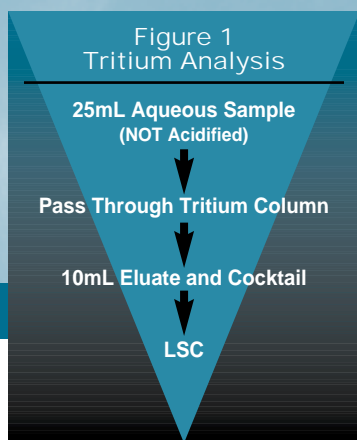 Figure 1
Tritium Analysis
25mL Aqueous Sample
(NOT Acidified)
Pass Through Tritium Column
10mL Eluate and Cocktail
LSC